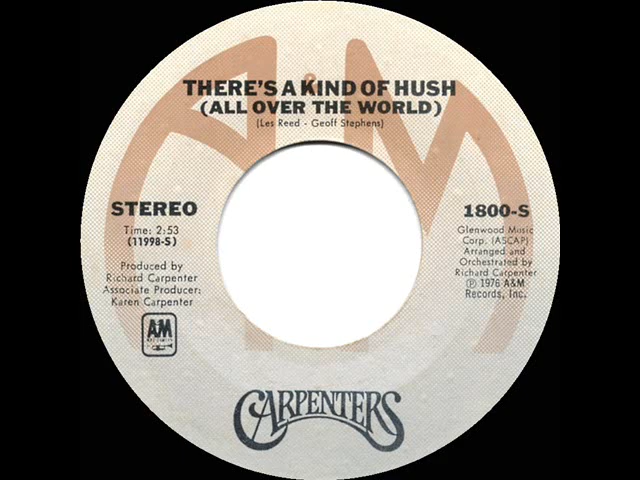 THERE'S A KIND OF HUSH
(ALL OVER THE WORLD)
(Les Reed - Geoff Stephens)
STEREO
Time: 2:53
(11998-S)
Produced by
Richard Carpenter
Associate Producer:
Karen Carpenter
A&M
RECORDS
1800-S
Glenwood Music
Corp. (ASCAP)
Arranged and
Orchestrated by
Richard Carpenter
℗ 1976 A&M
Records, Inc.
CARPENTERS